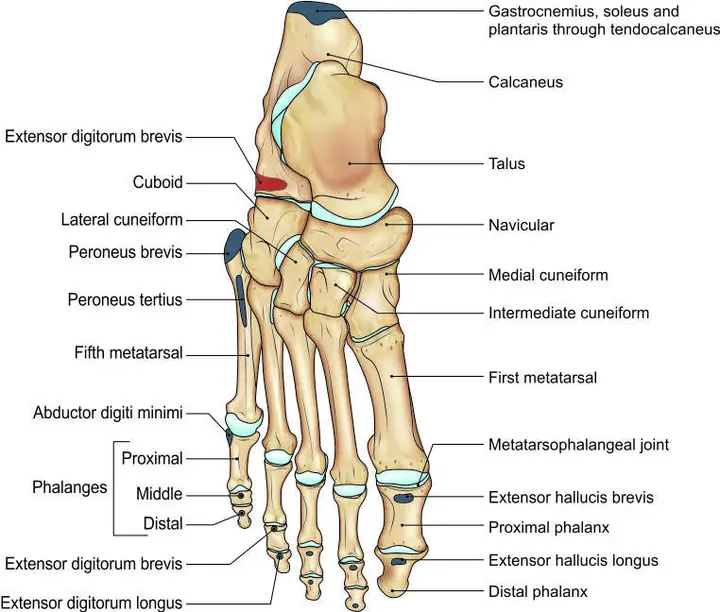 Gastrocnemius, soleus and
plantaris through tendocalcaneus
Calcaneus
Talus
Navicular
Medial cuneiform
Intermediate cuneiform
First metatarsal
Metatarsophalangeal joint
Extensor hallucis brevis
Proximal phalanx
Extensor hallucis longus
Distal phalanx
Extensor digitorum brevis
Cuboid
Lateral cuneiform
Peroneus brevis
Peroneus tertius
Fifth metatarsal
Abductor digiti minimi
Phalanges
Proximal
Middle
Distal
Extensor digitorum brevis
Extensor digitorum longus